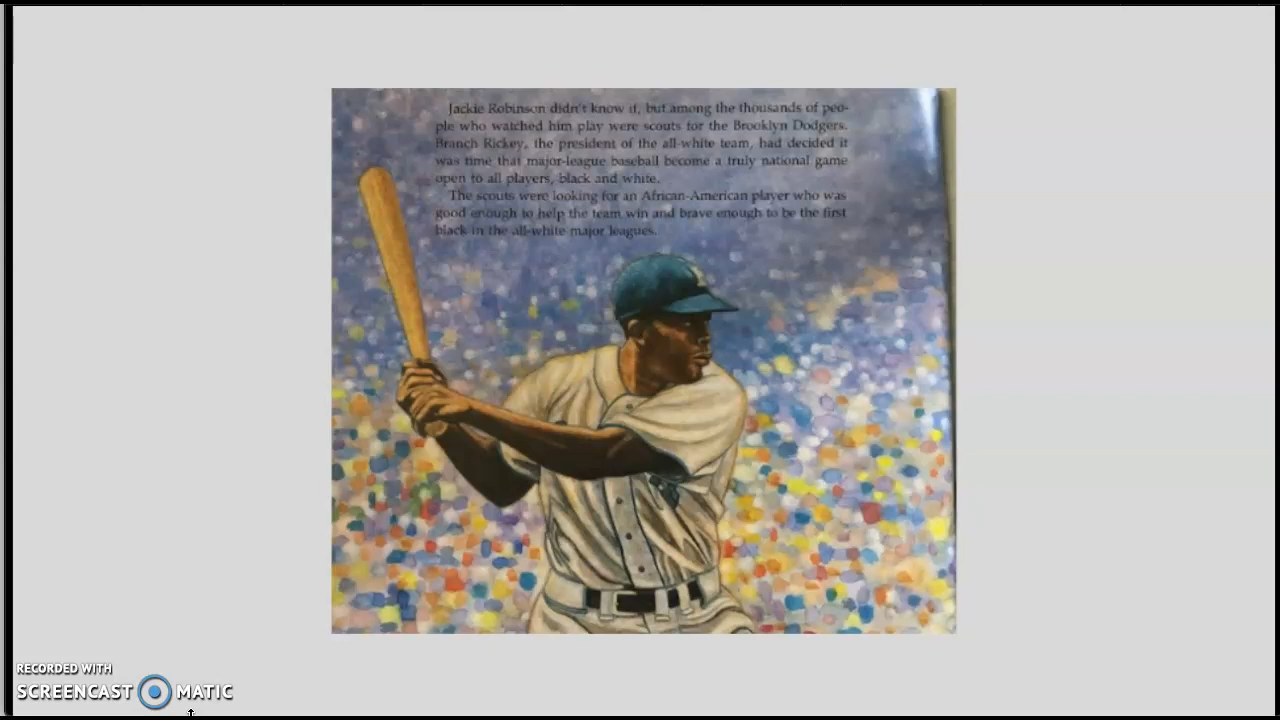 Jackie Robinson didn't know it, but among the thousands of peo-
ple who watched him play were scouts for the Brooklyn Dodgers.
Branch Rickey, the president of the all-white team, had decided it
was time that major-league baseball become a truly national game
open to all players, black and white.
The scouts were looking for an African-American player who was
good enough to help the team win and brave enough to be the first
black in the all-white major leagues.
RECORDED WITH
SCREENCAST MATIC